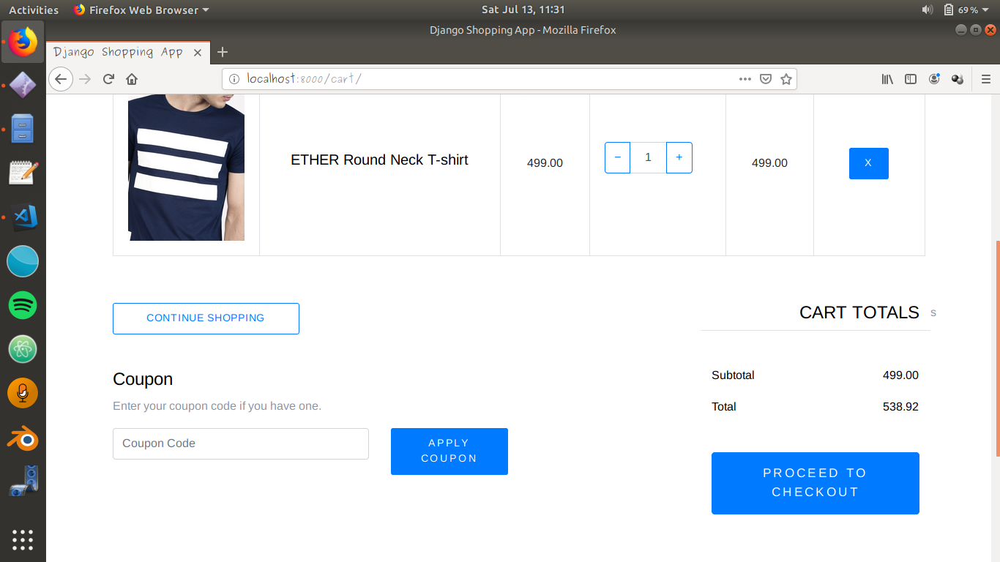 Activities Firefox Web Browser Sat Jul 13, 11:31 69 %
Django Shopping App - Mozilla Firefox
Django Shopping App
localhost:8000/cart/
ETHER Round Neck T-shirt 499.00 − 1 + 499.00 X
CONTINUE SHOPPING
CART TOTALS s
Coupon
Enter your coupon code if you have one.
Coupon Code
APPLY
COUPON
Subtotal 499.00
Total 538.92
PROCEED TO
CHECKOUT